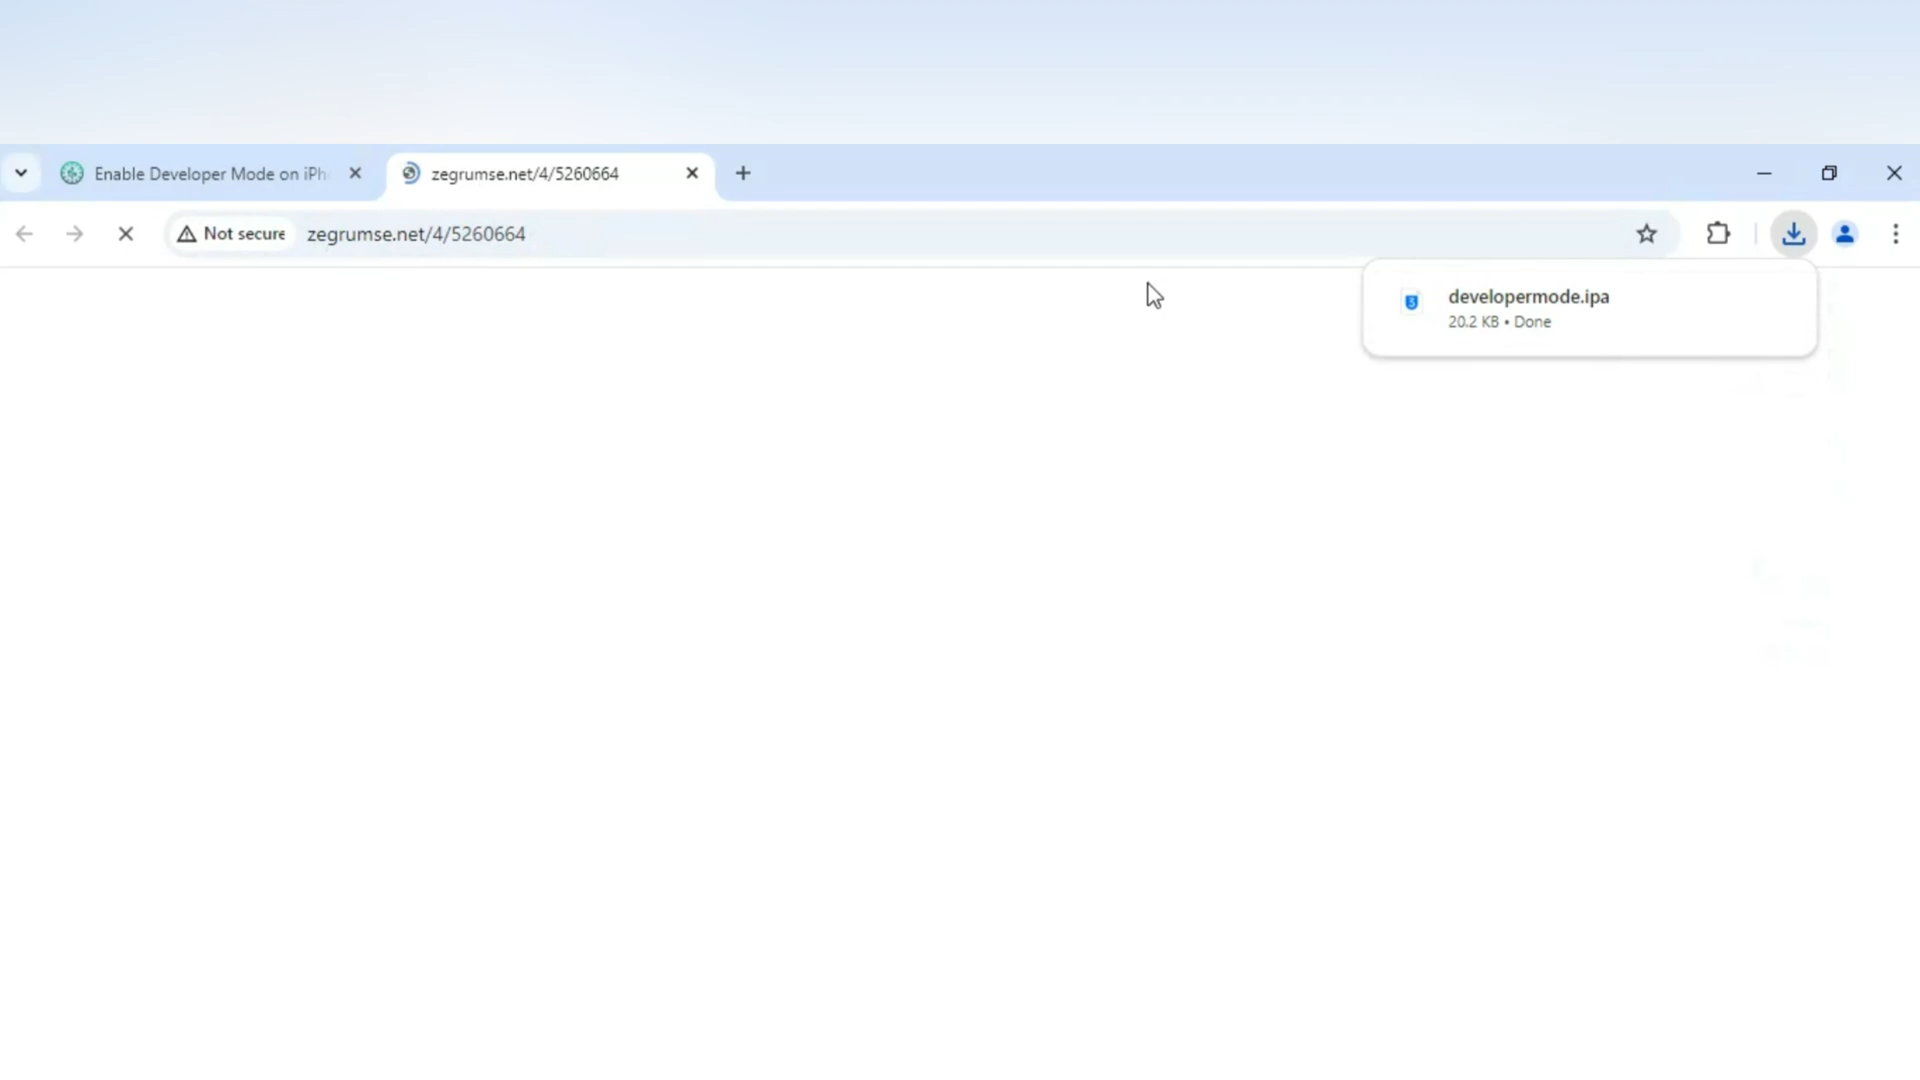 Enable Developer Mode on iPh
zegrumse.net/4/5260664
Not secure
zegrumse.net/4/5260664
developermode.ipa
20.2 KB • Done